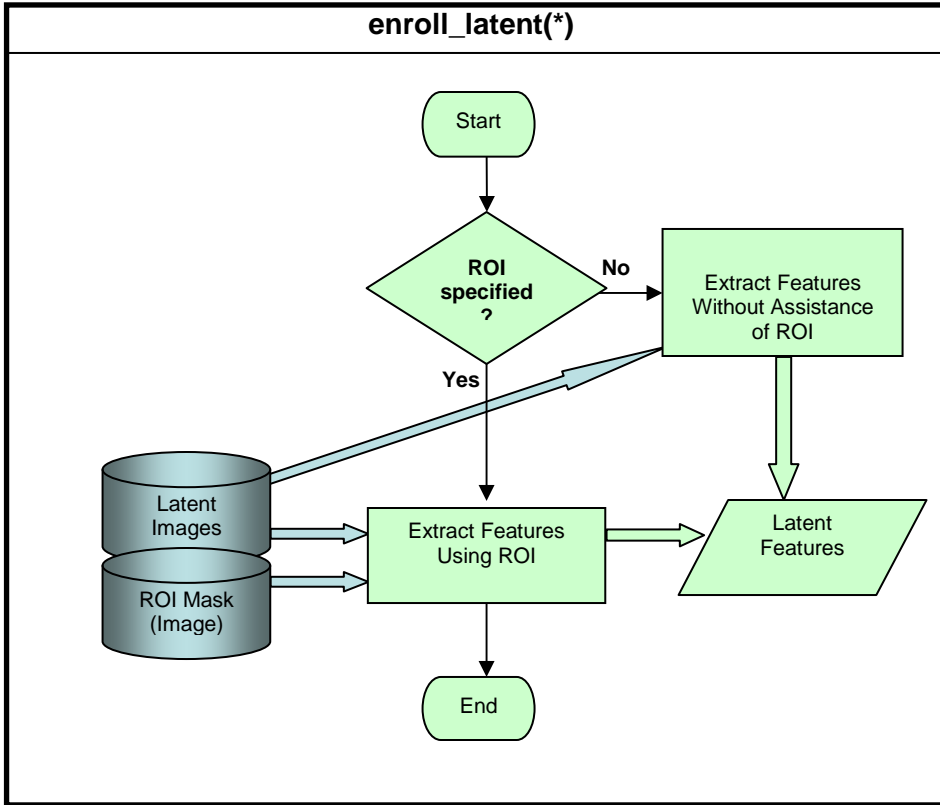 enroll_latent(*)
Start
ROI
specified
?
No
Extract Features
Without Assistance
of ROI
Yes
Latent
Images
Extract Features
Using ROI
Latent
Features
ROI Mask
(Image)
End